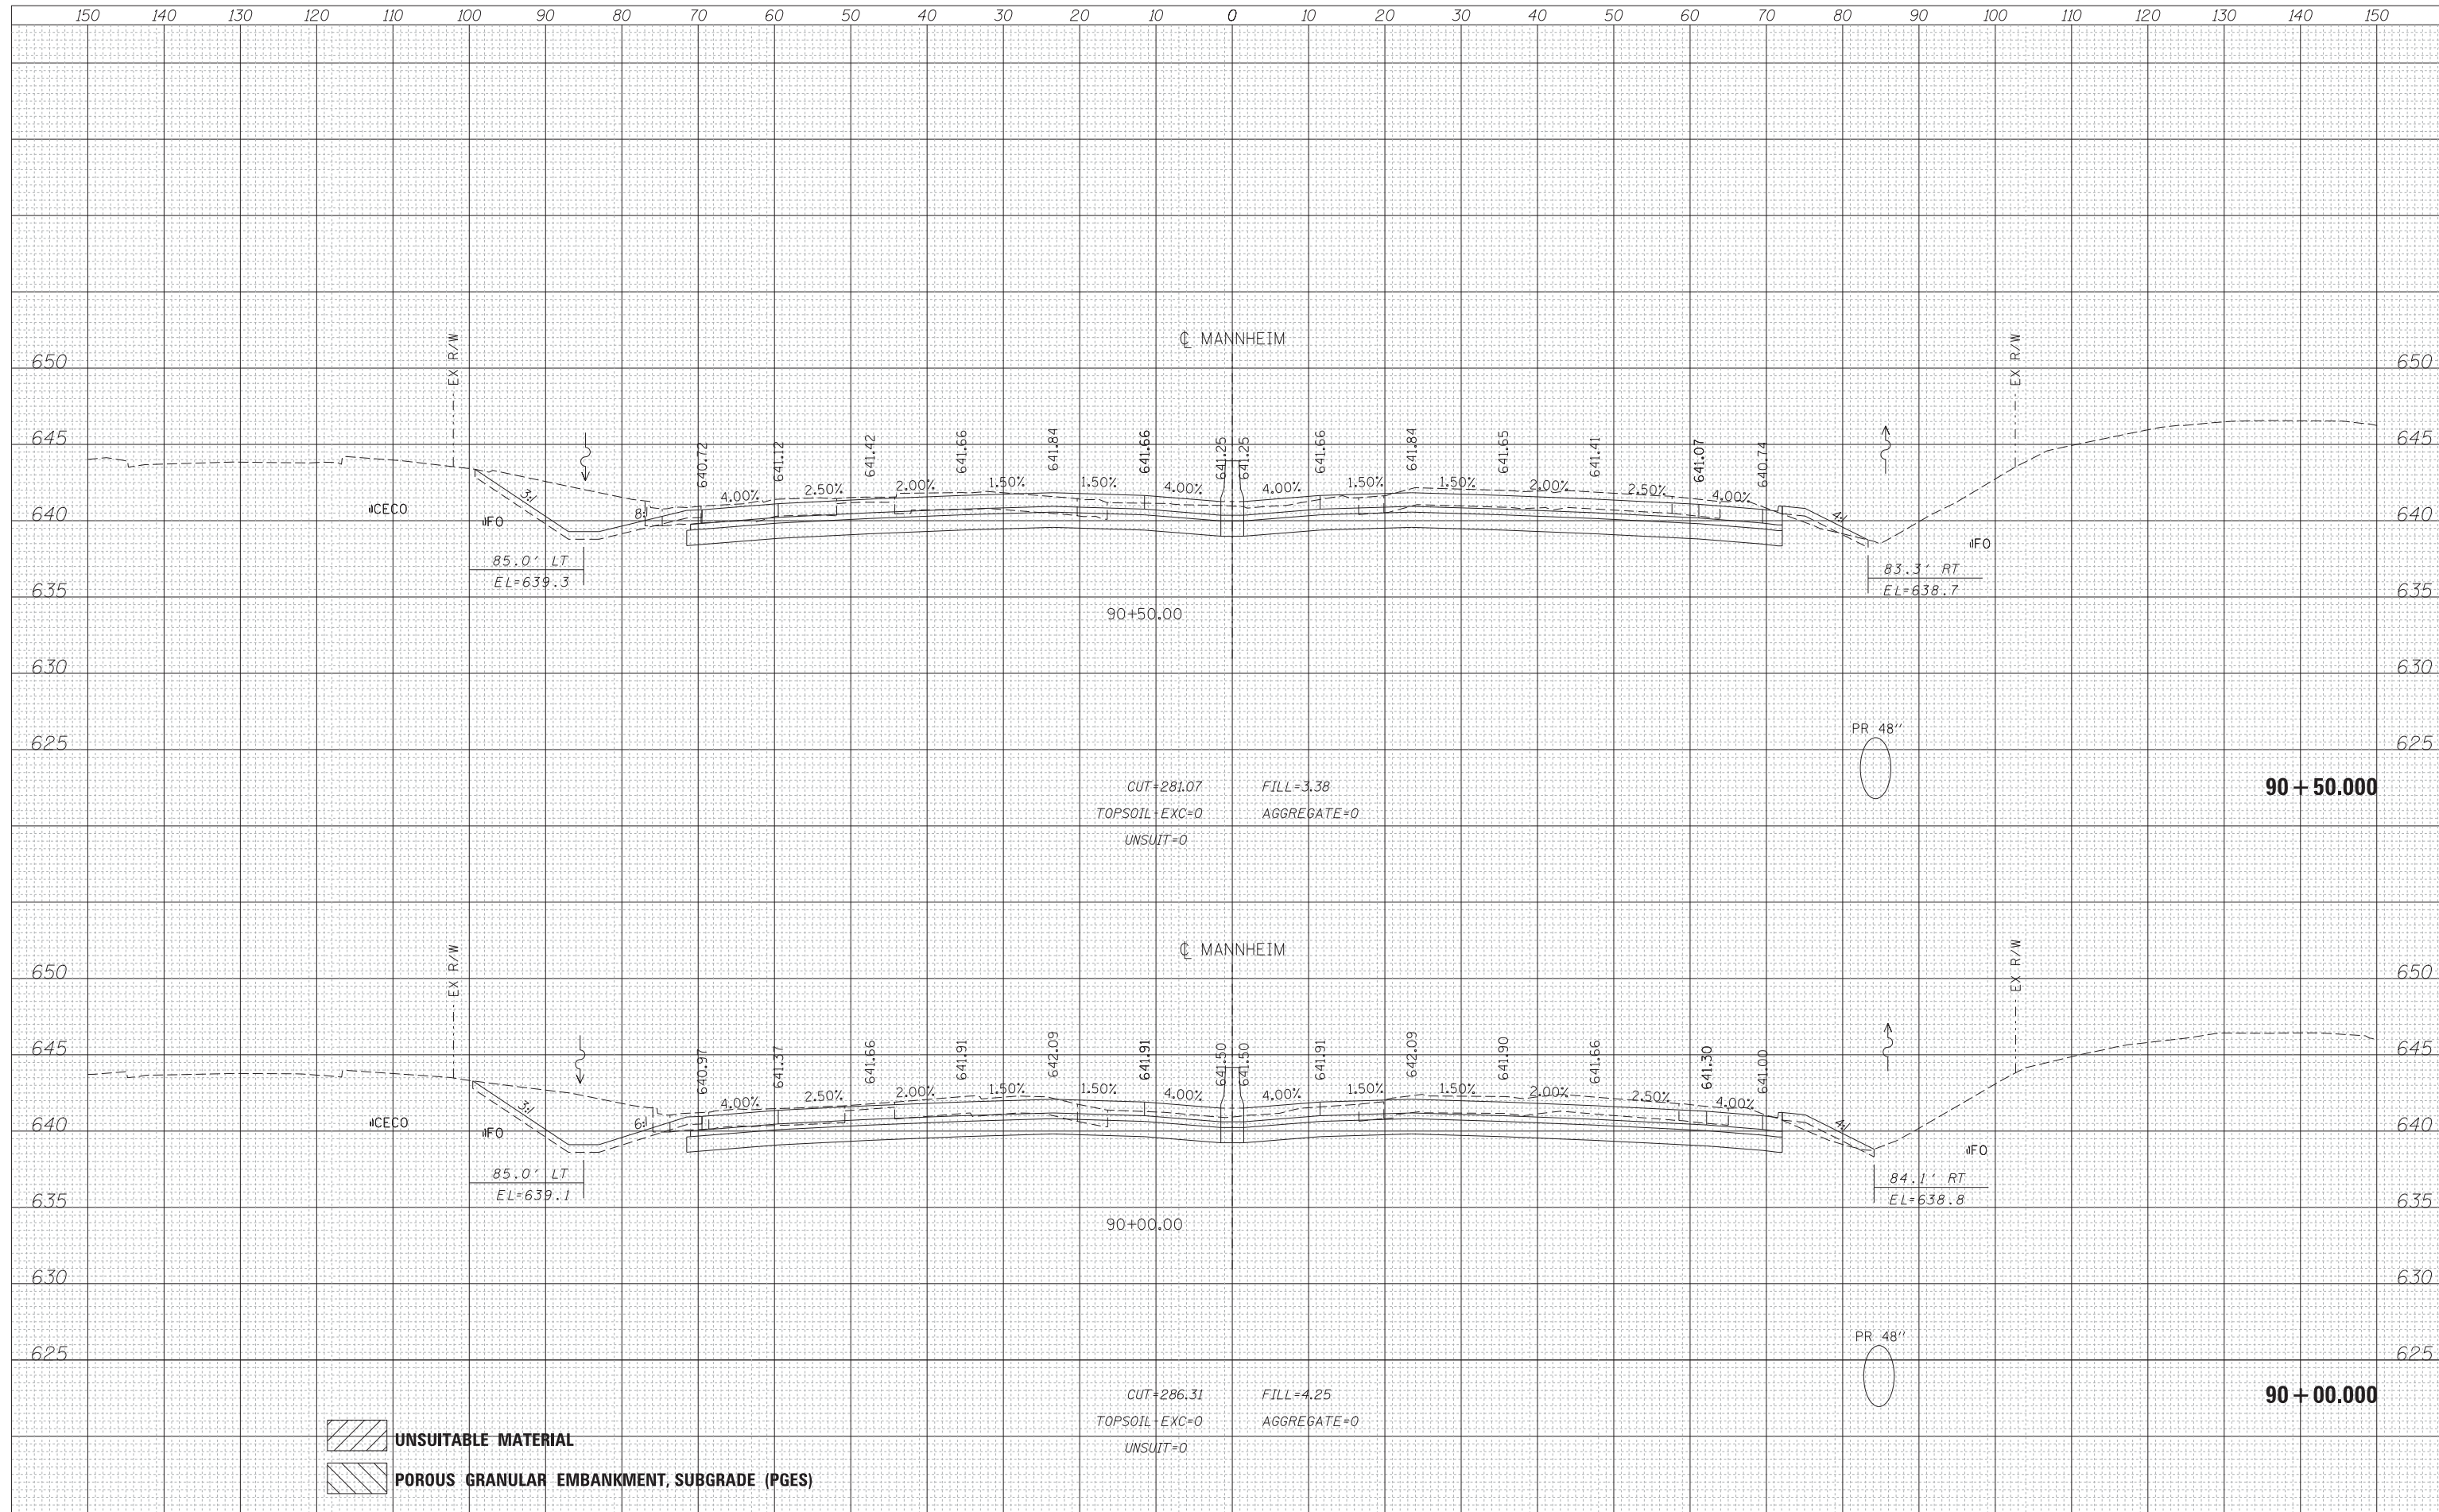 150 140 130 120 110 100 90 80 70 60 50 40 30 20 10 0 10 20 30 40 50 60 70 80 90 100 110 120 130 140 150
℄ MANNHEIM
EX R/W
EX R/W
650 650
645 645
640.72 641.12 641.42 641.66 641.84 641.66 641.25 641.25 641.66 641.84 641.65 641.41 641.07 640.74
3:1 8:1 4.00% 2.50% 2.00% 1.50% 1.50% 4.00% 4.00% 1.50% 1.50% 2.00% 2.50% 4.00% 4:1
CECO FO FO
640 640
85.0' LT
EL=639.3
83.3' RT
EL=638.7
635 635
90+50.00
630 630
PR 48"
625 625
CUT=281.07 FILL=3.38
90+50.000
TOPSOIL-EXC=0 AGGREGATE=0
UNSUIT=0
℄ MANNHEIM
EX R/W
EX R/W
650 650
645 645
640.97 641.37 641.66 641.91 642.09 641.91 641.50 641.50 641.91 642.09 641.90 641.66 641.30 641.00
3:1 6:1 4.00% 2.50% 2.00% 1.50% 1.50% 4.00% 4.00% 1.50% 1.50% 2.00% 2.50% 4.00% 4:1
CECO FO FO
640 640
85.0' LT
EL=639.1
84.1' RT
EL=638.8
635 635
90+00.00
630 630
PR 48"
625 625
CUT=286.31 FILL=4.25
90+00.000
TOPSOIL-EXC=0 AGGREGATE=0
UNSUIT=0
UNSUITABLE MATERIAL
POROUS GRANULAR EMBANKMENT, SUBGRADE (PGES)